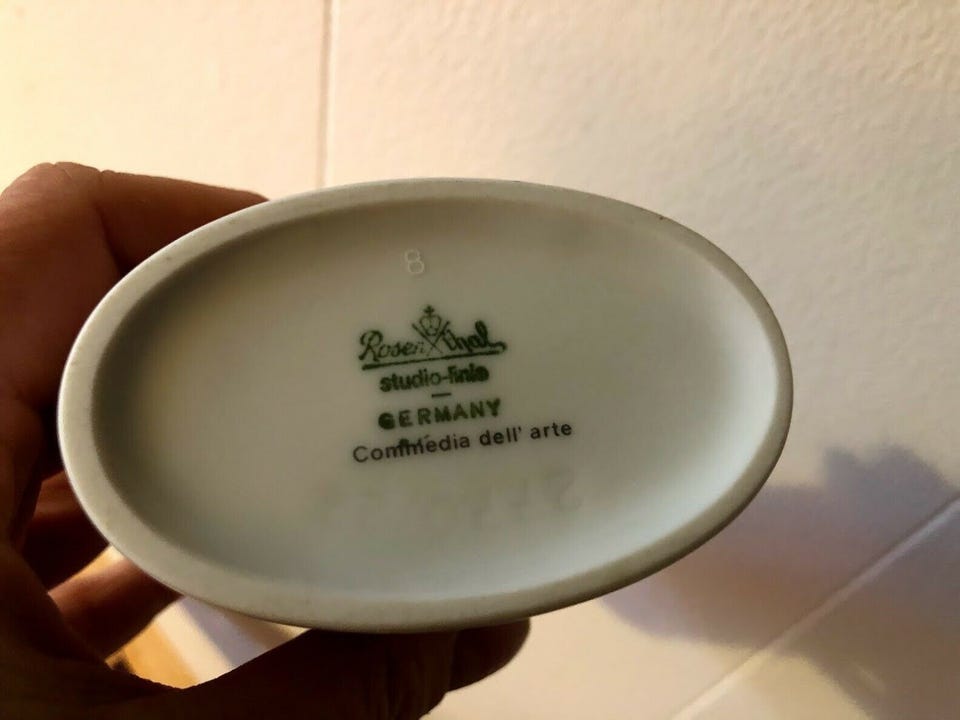 8
Rosenthal
studio-linie
GERMANY
Commedia dell' arte